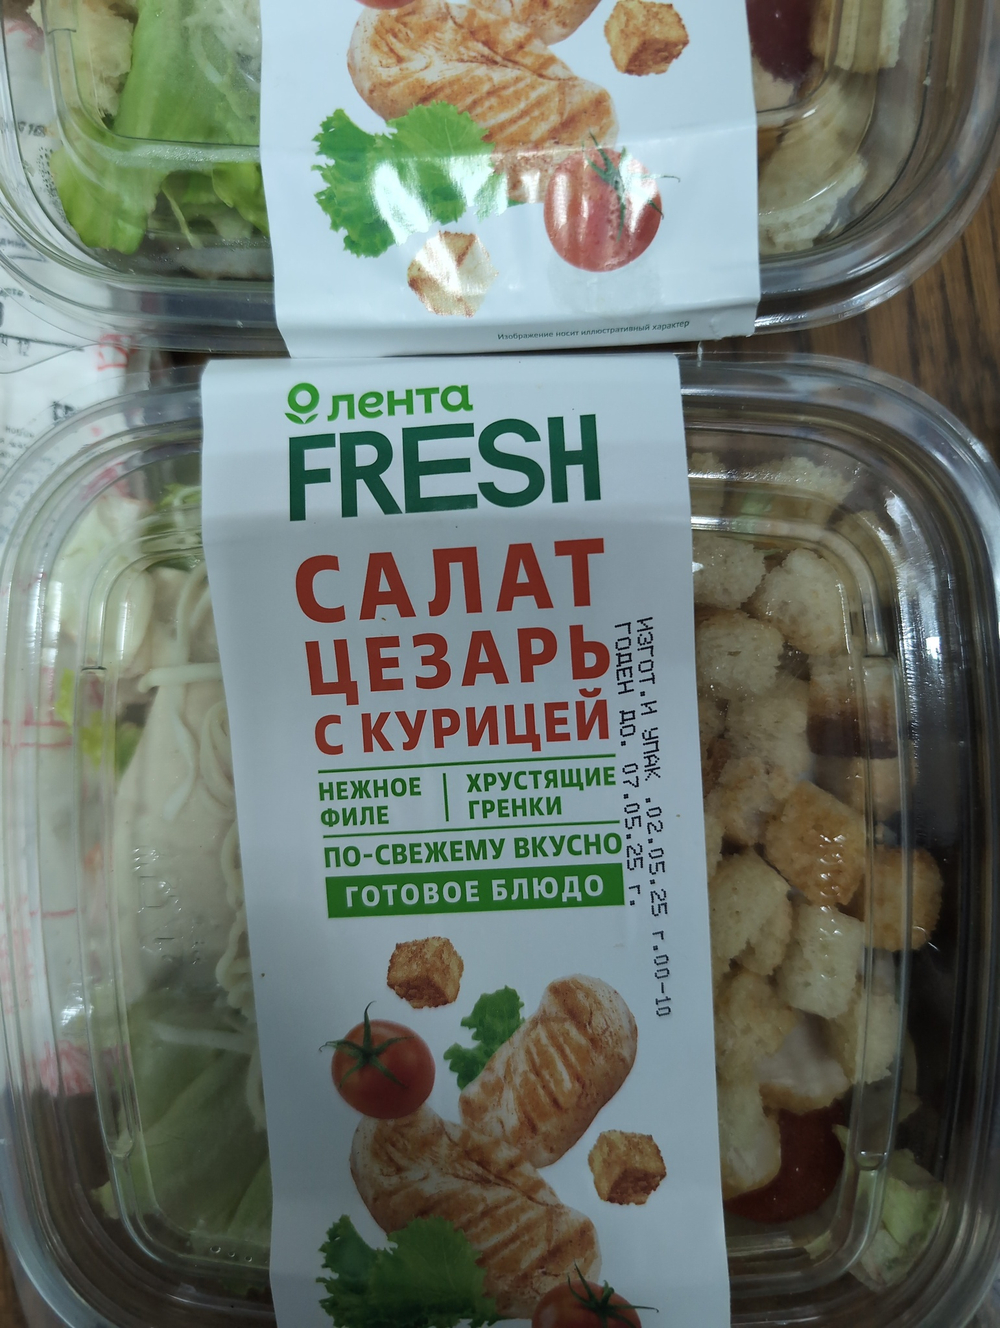 Изображение носит иллюстративный характер
лента
FRESH
САЛАТ
ЦЕЗАРЬ
С КУРИЦЕЙ
НЕЖНОЕ
ФИЛЕ
ХРУСТЯЩИЕ
ГРЕНКИ
ПО-СВЕЖЕМУ ВКУСНО
ГОТОВОЕ БЛЮДО
ИЗГОТ.И УПАК .02.05.25 г.00-10
ГОДЕН ДО. 07.05.25 г.